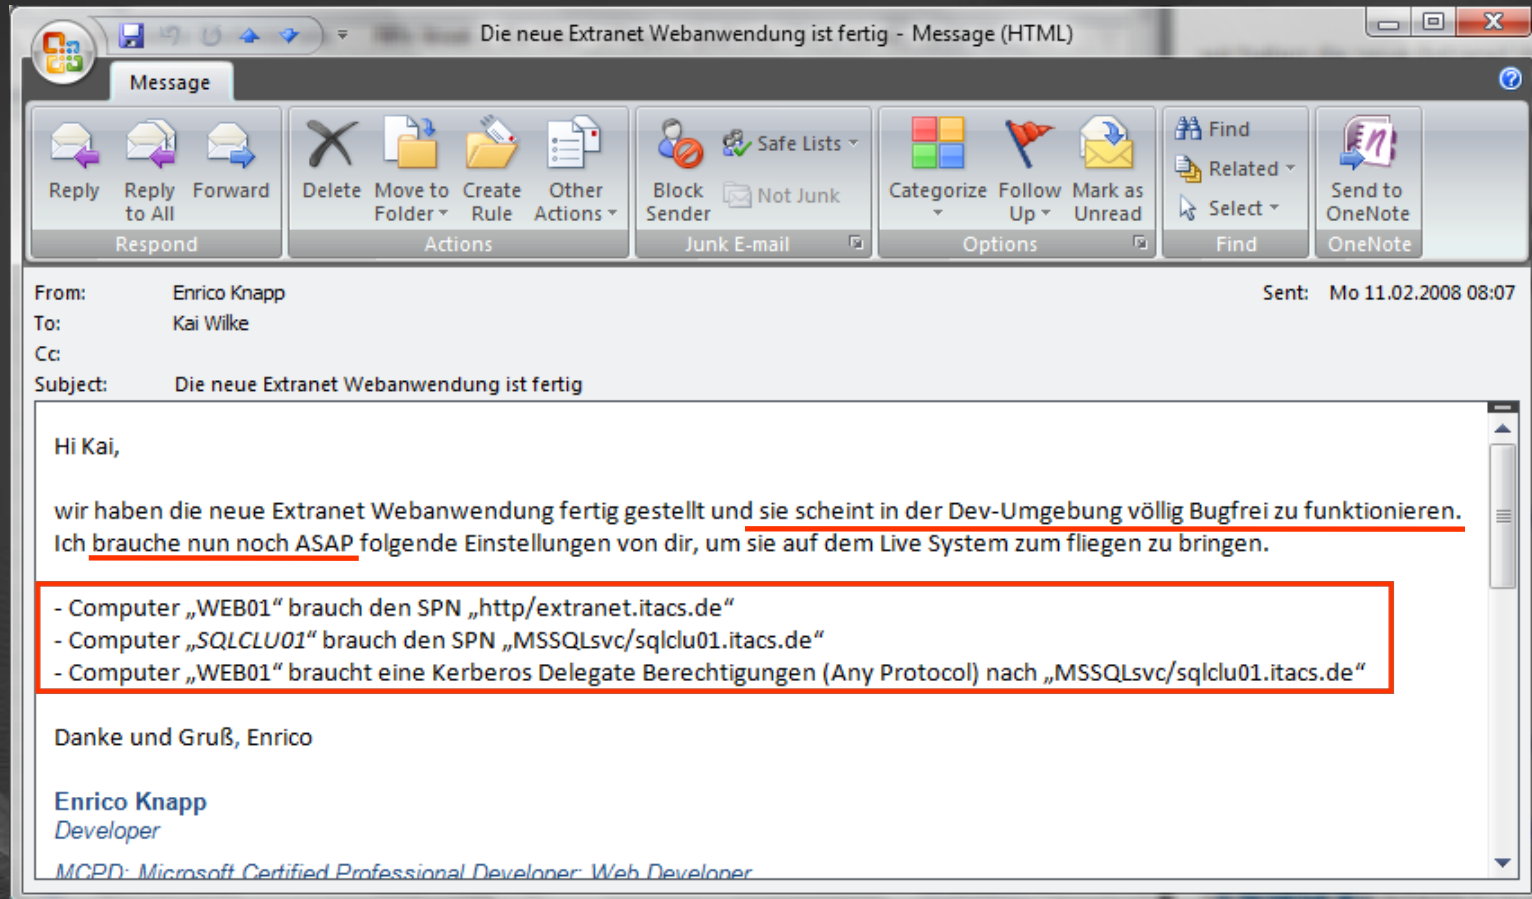 Die neue Extranet Webanwendung ist fertig - Message (HTML)
Message
Reply
Reply to All
Forward
Respond
Delete
Move to Folder
Create Rule
Other Actions
Actions
Block Sender
Safe Lists
Not Junk
Junk E-mail
Categorize
Follow Up
Mark as Unread
Options
Find
Related
Select
Find
Send to OneNote
OneNote
From: Enrico Knapp
Sent: Mo 11.02.2008 08:07
To: Kai Wilke
Cc:
Subject: Die neue Extranet Webanwendung ist fertig
Hi Kai,
wir haben die neue Extranet Webanwendung fertig gestellt und sie scheint in der Dev-Umgebung völlig Bugfrei zu funktionieren.
Ich brauche nun noch ASAP folgende Einstellungen von dir, um sie auf dem Live System zum fliegen zu bringen.
- Computer „WEB01“ brauch den SPN „http/extranet.itacs.de“
- Computer „SQLCLU01“ brauch den SPN „MSSQLsvc/sqlclu01.itacs.de“
- Computer „WEB01“ braucht eine Kerberos Delegate Berechtigungen (Any Protocol) nach „MSSQLsvc/sqlclu01.itacs.de“
Danke und Gruß, Enrico
Enrico Knapp
Developer
MCPD: Microsoft Certified Professional Developer: Web Developer